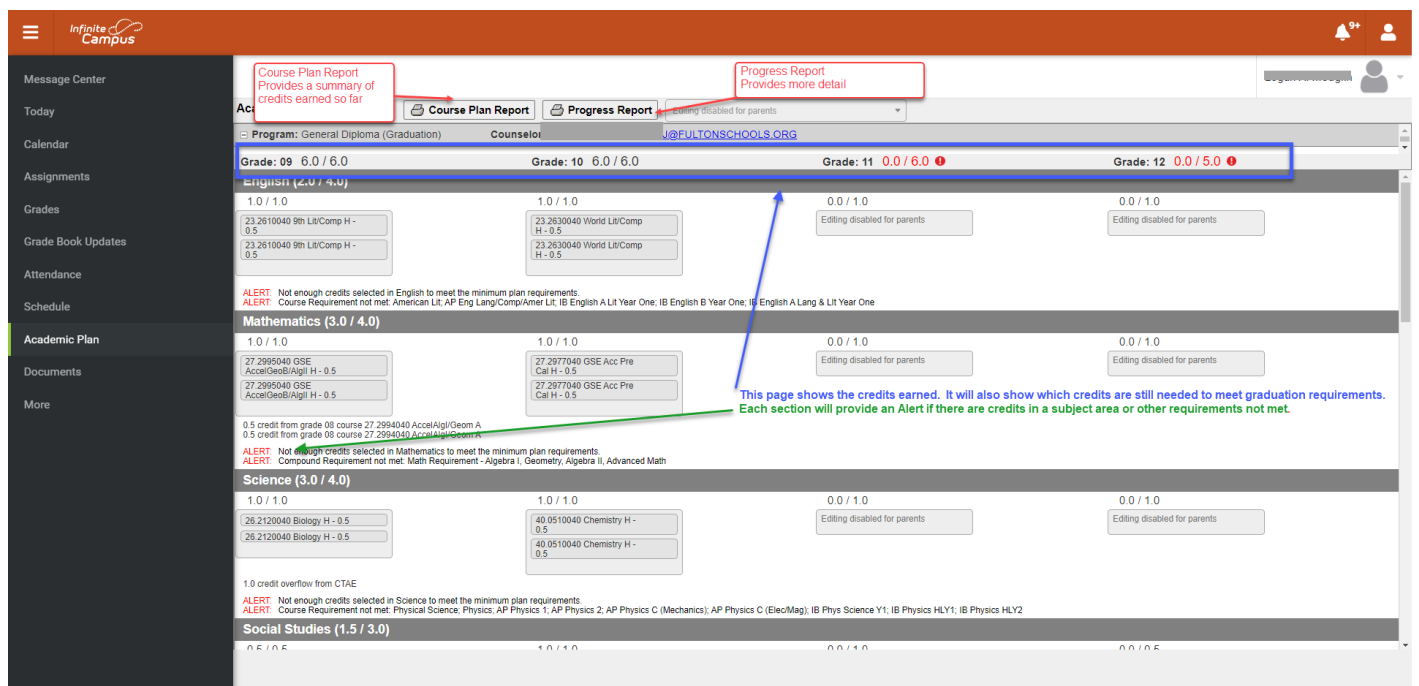 Infinite
Campus
9+
Message Center
Today
Calendar
Assignments
Grades
Grade Book Updates
Attendance
Schedule
Academic Plan
Documents
More
Course Plan Report
Provides a summary of
credits earned so far
Progress Report
Provides more detail
Course Plan Report
Progress Report
Editing disabled for parents
Program: General Diploma (Graduation)
J@FULTONSCHOOLS.ORG
Grade: 09 6.0 / 6.0
Grade: 10 6.0 / 6.0
Grade: 11 0.0 / 6.0
Grade: 12 0.0 / 5.0
English (2.0 / 4.0)
1.0 / 1.0
1.0 / 1.0
0.0 / 1.0
0.0 / 1.0
23.2610040 9th Lit/Comp H -
0.5
23.2610040 9th Lit/Comp H -
0.5
23.2630040 World Lit/Comp
H - 0.5
23.2630040 World Lit/Comp
H - 0.5
Editing disabled for parents
Editing disabled for parents
ALERT: Not enough credits selected in English to meet the minimum plan requirements.
ALERT: Course Requirement not met: American Lit; AP Eng Lang/Comp/Amer Lit; IB English A Lit Year One; IB English B Year One; IB English A Lang & Lit Year One
Mathematics (3.0 / 4.0)
1.0 / 1.0
1.0 / 1.0
0.0 / 1.0
0.0 / 1.0
27.2995040 GSE
AccelGeoB/AlgII H - 0.5
27.2995040 GSE
AccelGeoB/AlgII H - 0.5
27.2977040 GSE Acc Pre
Cal H - 0.5
27.2977040 GSE Acc Pre
Cal H - 0.5
Editing disabled for parents
Editing disabled for parents
This page shows the credits earned. It will also show which credits are still needed to meet graduation requirements.
Each section will provide an Alert if there are credits in a subject area or other requirements not met.
0.5 credit from grade 08 course 27.2994040 AccelAlgI/Geom A
0.5 credit from grade 08 course 27.2994040 AccelAlgI/Geom A
ALERT: Not enough credits selected in Mathematics to meet the minimum plan requirements.
ALERT: Compound Requirement not met: Math Requirement - Algebra I, Geometry, Algebra II, Advanced Math
Science (3.0 / 4.0)
1.0 / 1.0
1.0 / 1.0
0.0 / 1.0
0.0 / 1.0
26.2120040 Biology H - 0.5
26.2120040 Biology H - 0.5
40.0510040 Chemistry H -
0.5
40.0510040 Chemistry H -
0.5
Editing disabled for parents
Editing disabled for parents
1.0 credit overflow from CTAE
ALERT: Not enough credits selected in Science to meet the minimum plan requirements.
ALERT: Course Requirement not met: Physical Science; Physics; AP Physics 1; AP Physics 2; AP Physics C (Mechanics); AP Physics C (Elec/Mag); IB Phys Science Y1; IB Physics HLY1; IB Physics HLY2
Social Studies (1.5 / 3.0)
0.5 / 0.5
1.0 / 1.0
0.0 / 1.0
0.0 / 0.5